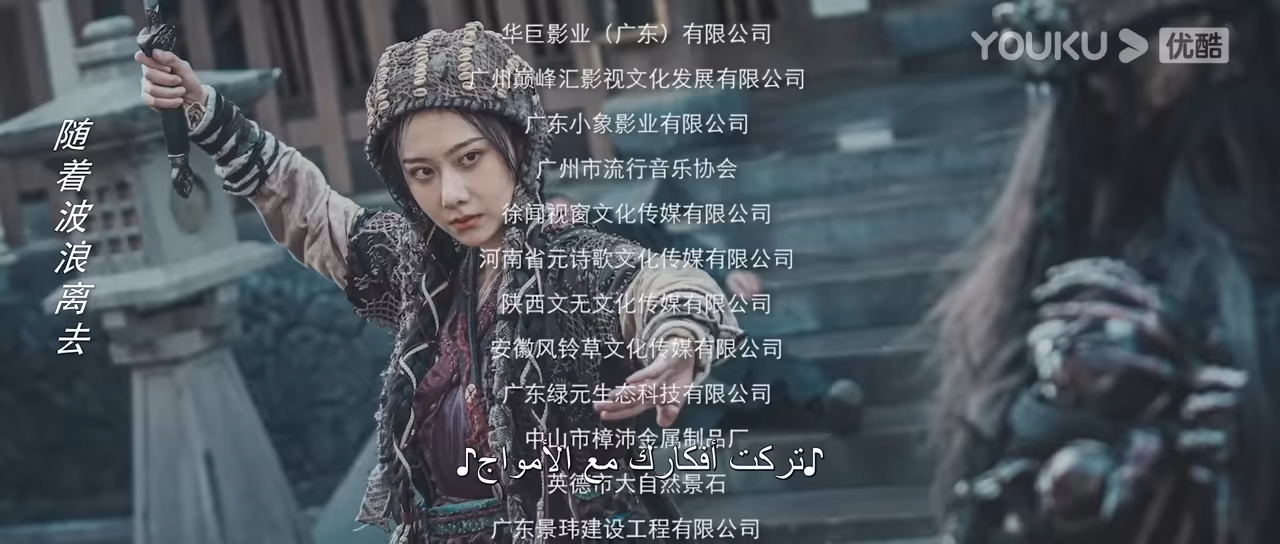 华巨影业（广东）有限公司
YOUKU 优酷
广州巅峰汇影视文化发展有限公司
广东小象影业有限公司
广州市流行音乐协会
徐闻视窗文化传媒有限公司
河南省元诗歌文化传媒有限公司
陕西文无文化传媒有限公司
安徽风铃草文化传媒有限公司
广东绿元生态科技有限公司
中山市樟沛金属制品厂
♪تركت أفكارك مع الأمواج♪
英德市大自然景石
广东景玮建设工程有限公司
随着波浪离去